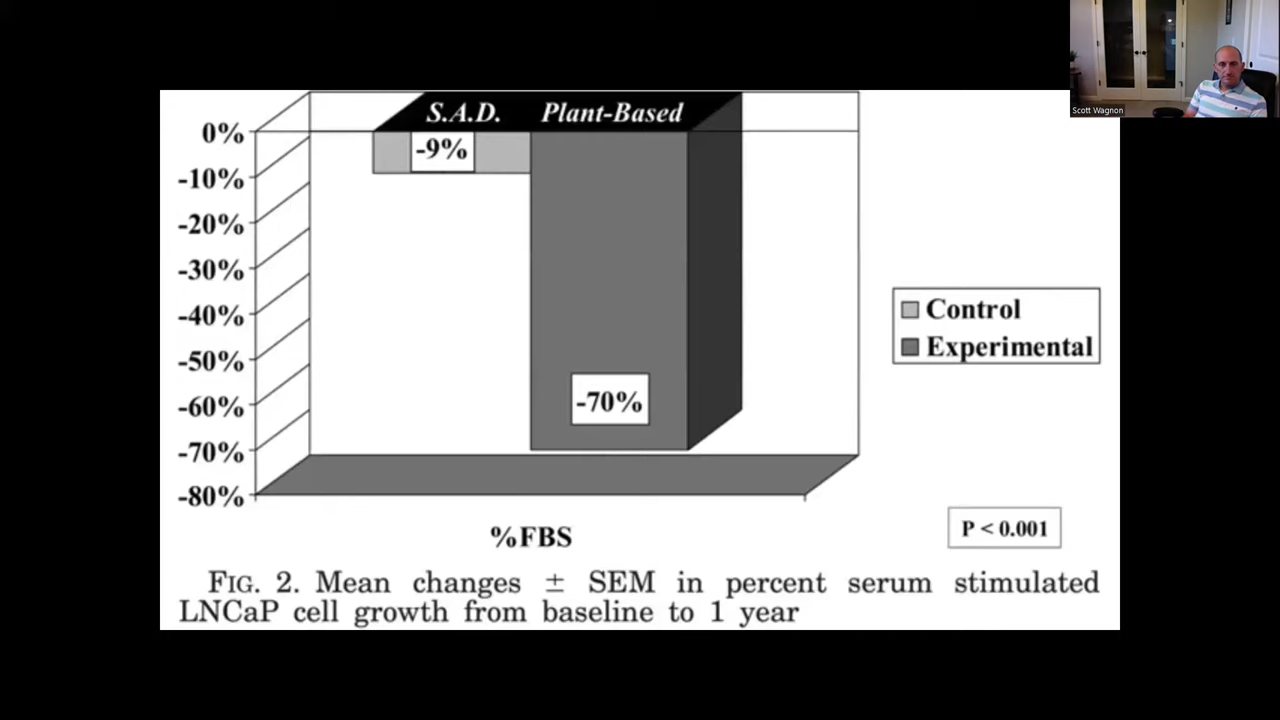 Scott Wagnon
S.A.D. Plant-Based
0%
-10%
-20%
-30%
-40%
-50%
-60%
-70%
-80%
-9%
-70%
Control
Experimental
%FBS
P < 0.001
FIG. 2. Mean changes ± SEM in percent serum stimulated
LNCaP cell growth from baseline to 1 year